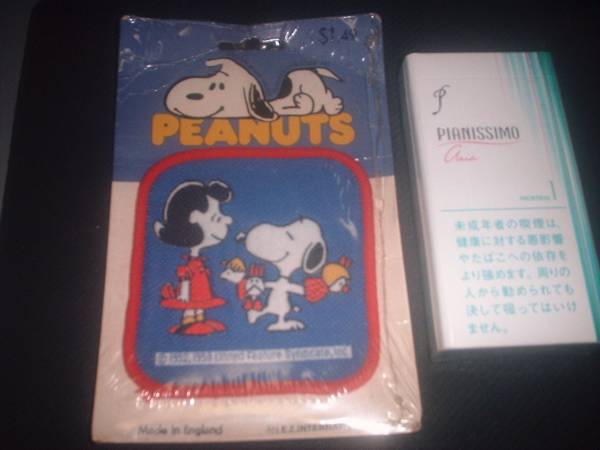 $1.49
PEANUTS
© 1952, 1958 United Feature Syndicate, Inc.
Made in England
PIANISSIMO
Aria
MENTHOL 1
未成年者の喫煙は、
健康に対する悪影響
やたばこへの依存を
より強めます。周りの
人から勧められても
決して吸ってはいけ
ません。